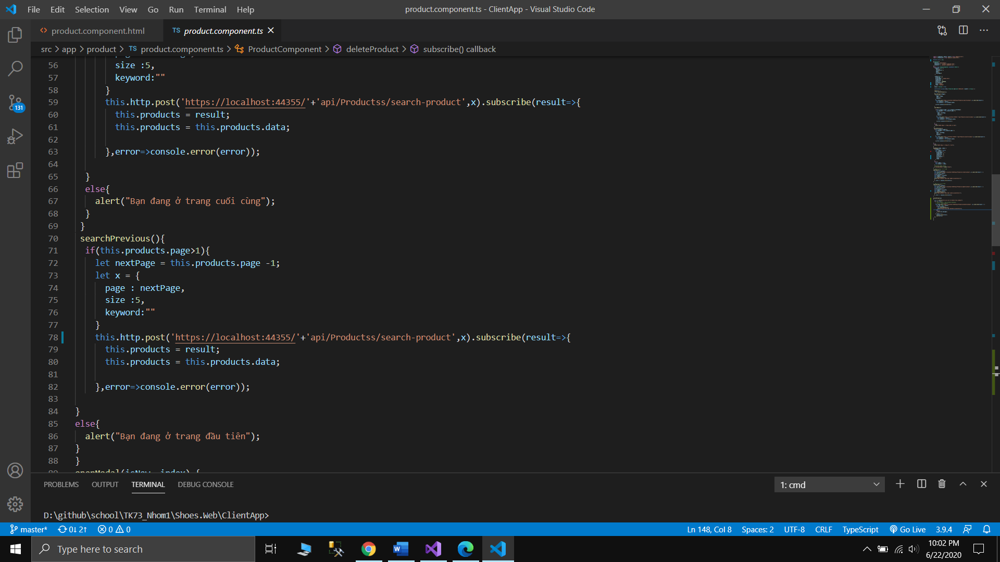 File Edit Selection View Go Run Terminal Help
product.component.ts - ClientApp - Visual Studio Code
product.component.html
TS product.component.ts
src > app > product > TS product.component.ts > ProductComponent > deleteProduct > subscribe() callback
56 size :5,
57 keyword:""
58 }
59 this.http.post('https://localhost:44355/'+'api/Productss/search-product',x).subscribe(result=>{
60 this.products = result;
61 this.products = this.products.data;
62
63 },error=>console.error(error));
64
65 }
66 else{
67 alert("Bạn đang ở trang cuối cùng");
68 }
69 }
70 searchPrevious(){
71 if(this.products.page>1){
72 let nextPage = this.products.page -1;
73 let x = {
74 page : nextPage,
75 size :5,
76 keyword:""
77 }
78 this.http.post('https://localhost:44355/'+'api/Productss/search-product',x).subscribe(result=>{
79 this.products = result;
80 this.products = this.products.data;
81
82 },error=>console.error(error));
83
84 }
85 else{
86 alert("Bạn đang ở trang đầu tiên");
87 }
88 }
89 openModal(isNew, index) {
131
PROBLEMS OUTPUT TERMINAL DEBUG CONSOLE
1: cmd
D:\github\school\TK73_Nhom1\Shoes.Web\ClientApp>
master* 0↓ 2↑ 0 0
Ln 148, Col 8 Spaces: 2 UTF-8 CRLF TypeScript Go Live 3.9.4
Type here to search
10:02 PM
6/22/2020